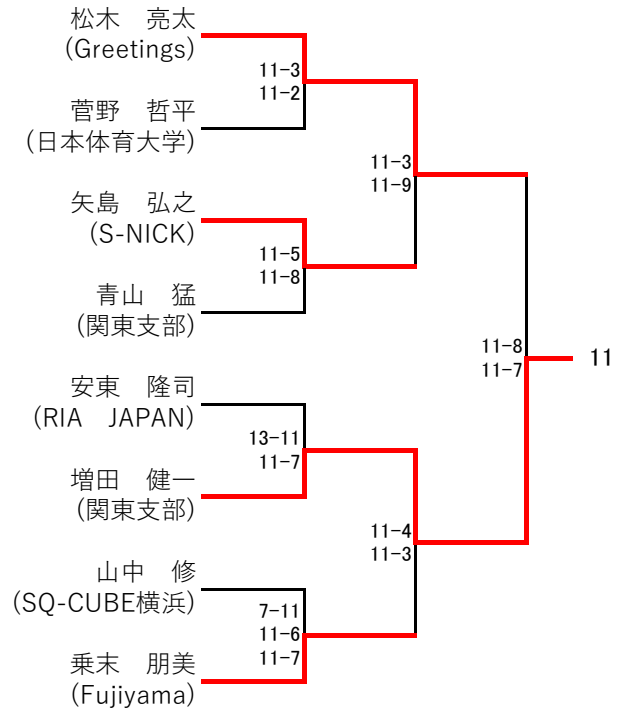 松木　亮太
(Greetings)
11-3
11-2
菅野　哲平
(日本体育大学)
11-3
11-9
矢島　弘之
(S-NICK)
11-5
11-8
青山　猛
(関東支部)
11-8
11-7
11
安東　隆司
(RIA　JAPAN)
13-11
11-7
増田　健一
(関東支部)
11-4
11-3
山中　修
(SQ-CUBE横浜)
7-11
11-6
11-7
乗末　朋美
(Fujiyama)